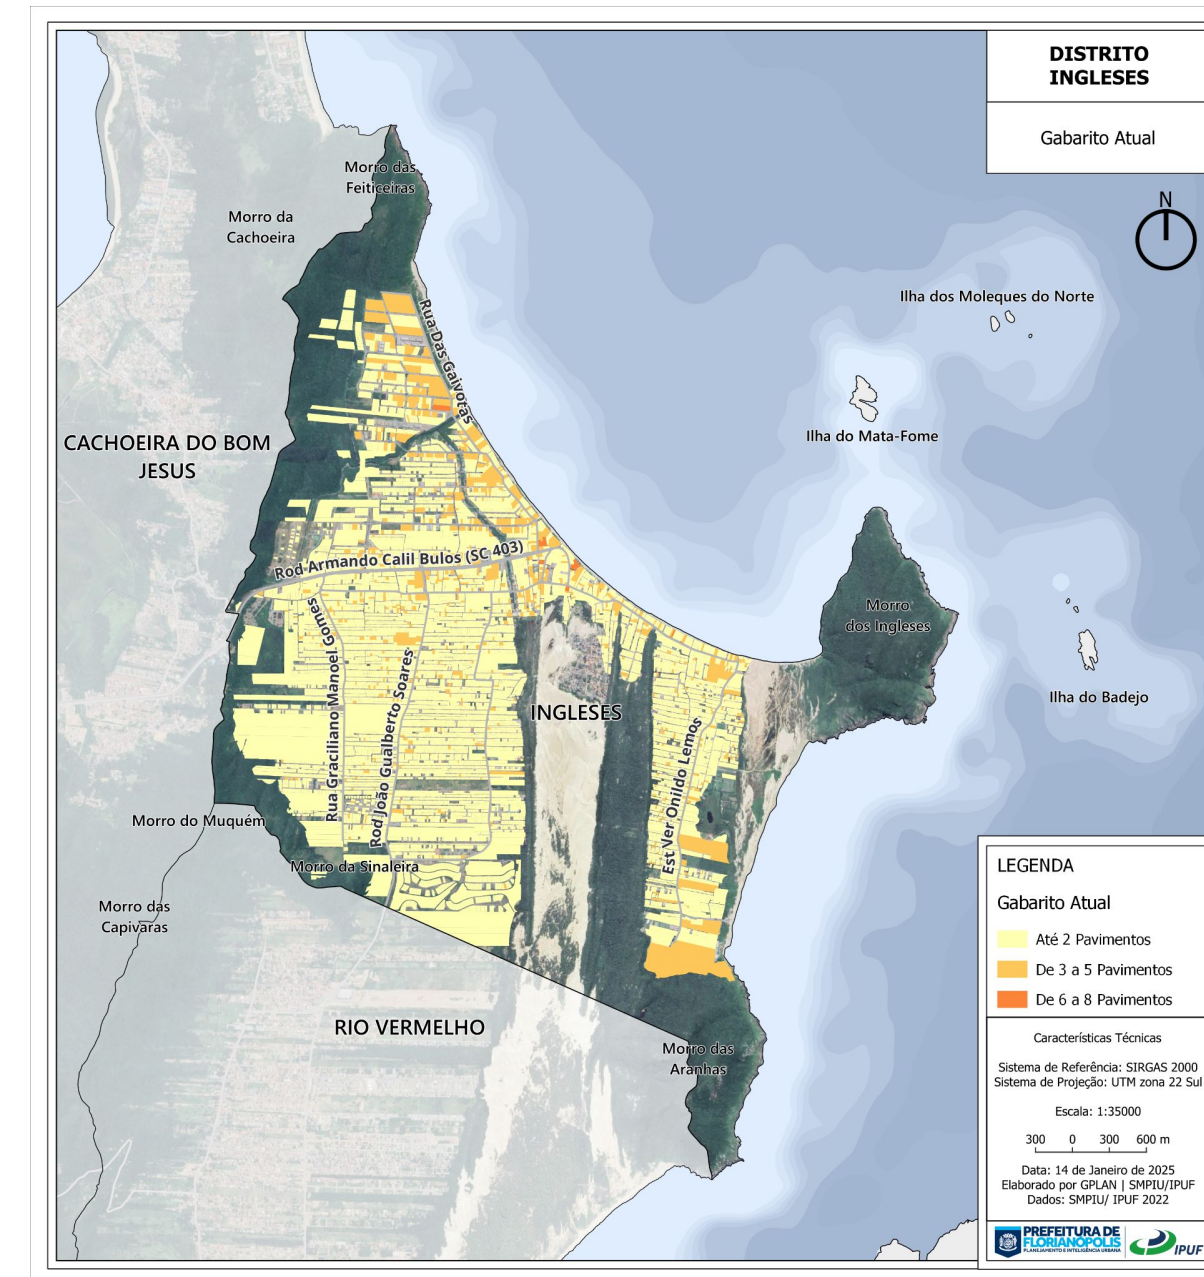 DISTRITO
INGLESES
Gabarito Atual
N
Morro das
Feiticeiras
Morro da
Cachoeira
Ilha dos Moleques do Norte
Rua Das Gaivotas
Ilha do Mata-Fome
CACHOEIRA DO BOM
JESUS
Rod Armando Calil Bulos (SC 403)
Morro
dos Ingleses
Rua Graciliano Manoel Gomes
Rod João Gualberto Soares
INGLESES
Est Ner Onildo Lemos
Ilha do Badejo
Morro do Muquém
Morro da Sinaleira
Morro das
Capivaras
RIO VERMELHO
Morro das
Aranhas
LEGENDA
Gabarito Atual
Até 2 Pavimentos
De 3 a 5 Pavimentos
De 6 a 8 Pavimentos
Características Técnicas
Sistema de Referência: SIRGAS 2000
Sistema de Projeção: UTM zona 22 Sul
Escala: 1:35000
300 0 300 600 m
Data: 14 de Janeiro de 2025
Elaborado por GPLAN | SMPIU/IPUF
Dados: SMPIU/ IPUF 2022
PREFEITURA DE
FLORIANÓPOLIS
PLANEJAMENTO E INTELIGÊNCIA URBANA
IPUF